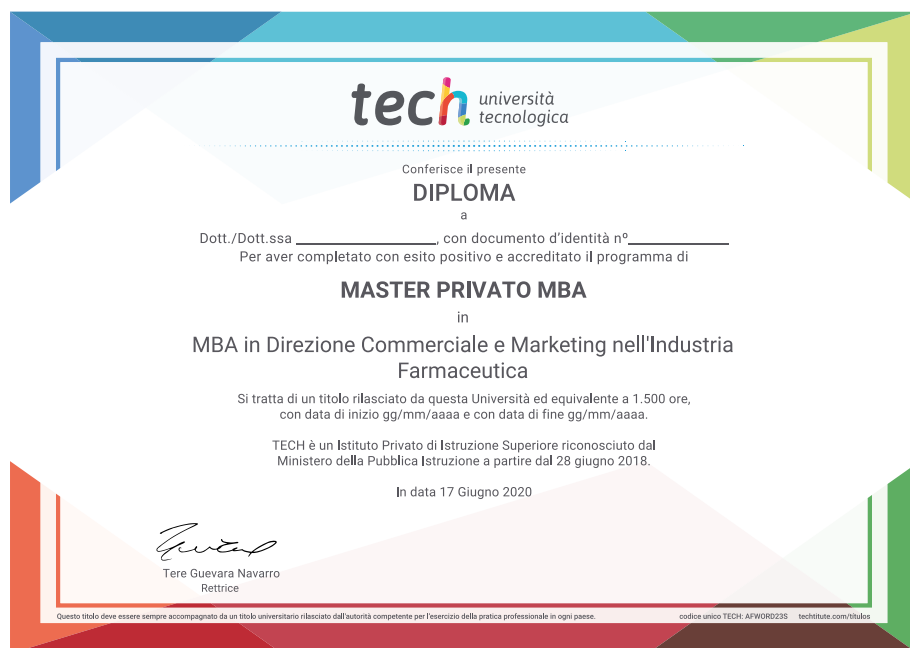 tech università
tecnologica
Conferisce il presente
DIPLOMA
a
Dott./Dott.ssa ____________________, con documento d'identità nº______________
Per aver completato con esito positivo e accreditato il programma di
MASTER PRIVATO MBA
in
MBA in Direzione Commerciale e Marketing nell'Industria
Farmaceutica
Si tratta di un titolo rilasciato da questa Università ed equivalente a 1.500 ore,
con data di inizio gg/mm/aaaa e con data di fine gg/mm/aaaa.
TECH è un Istituto Privato di Istruzione Superiore riconosciuto dal
Ministero della Pubblica Istruzione a partire dal 28 giugno 2018.
In data 17 Giugno 2020
Tere Guevara Navarro
Rettrice
Questo titolo deve essere sempre accompagnato da un titolo universitario rilasciato dall'autorità competente per l'esercizio della pratica professionale in ogni paese. codice unico TECH: AFWORD23S techtitute.com/titulos